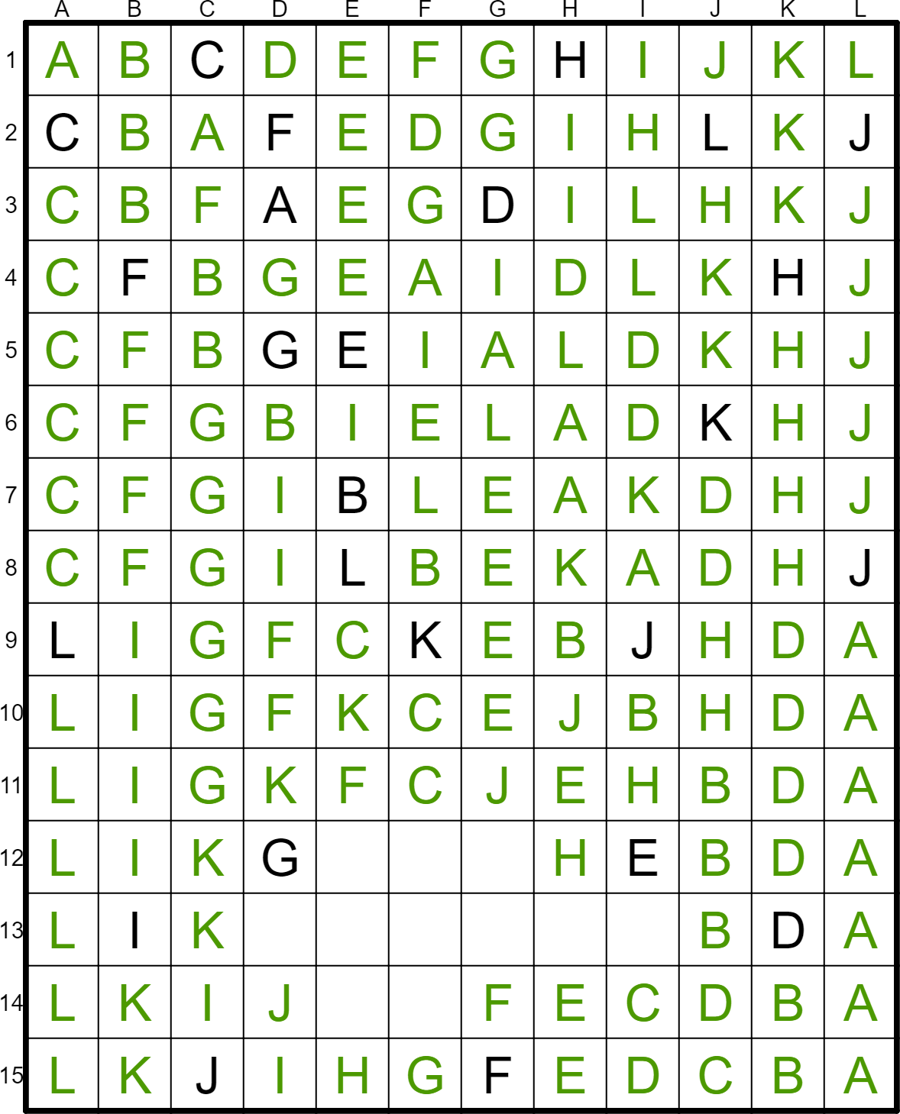 A B C D E F G H I J K L
1 A B C D E F G H I J K L
2 C B A F E D G I H L K J
3 C B F A E G D I L H K J
4 C F B G E A I D L K H J
5 C F B G E I A L D K H J
6 C F G B I E L A D K H J
7 C F G I B L E A K D H J
8 C F G I L B E K A D H J
9 L I G F C K E B J H D A
10 L I G F K C E J B H D A
11 L I G K F C J E H B D A
12 L I K G H E B D A
13 L I K B D A
14 L K I J F E C D B A
15 L K J I H G F E D C B A